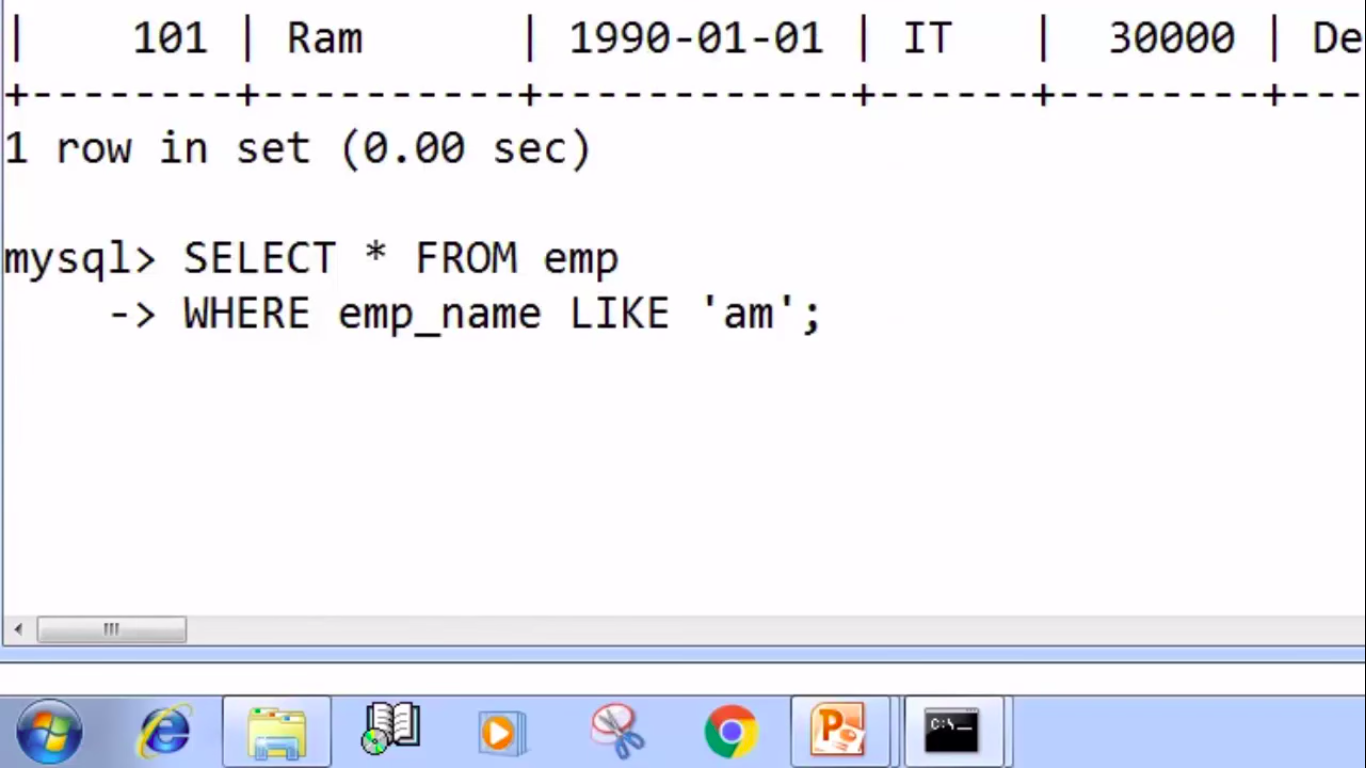 |    101 | Ram      | 1990-01-01 | IT   |  30000 | De
+--------+----------+------------+------+--------+---
1 row in set (0.00 sec)
mysql> SELECT * FROM emp
    -> WHERE emp_name LIKE 'am';
C:\_